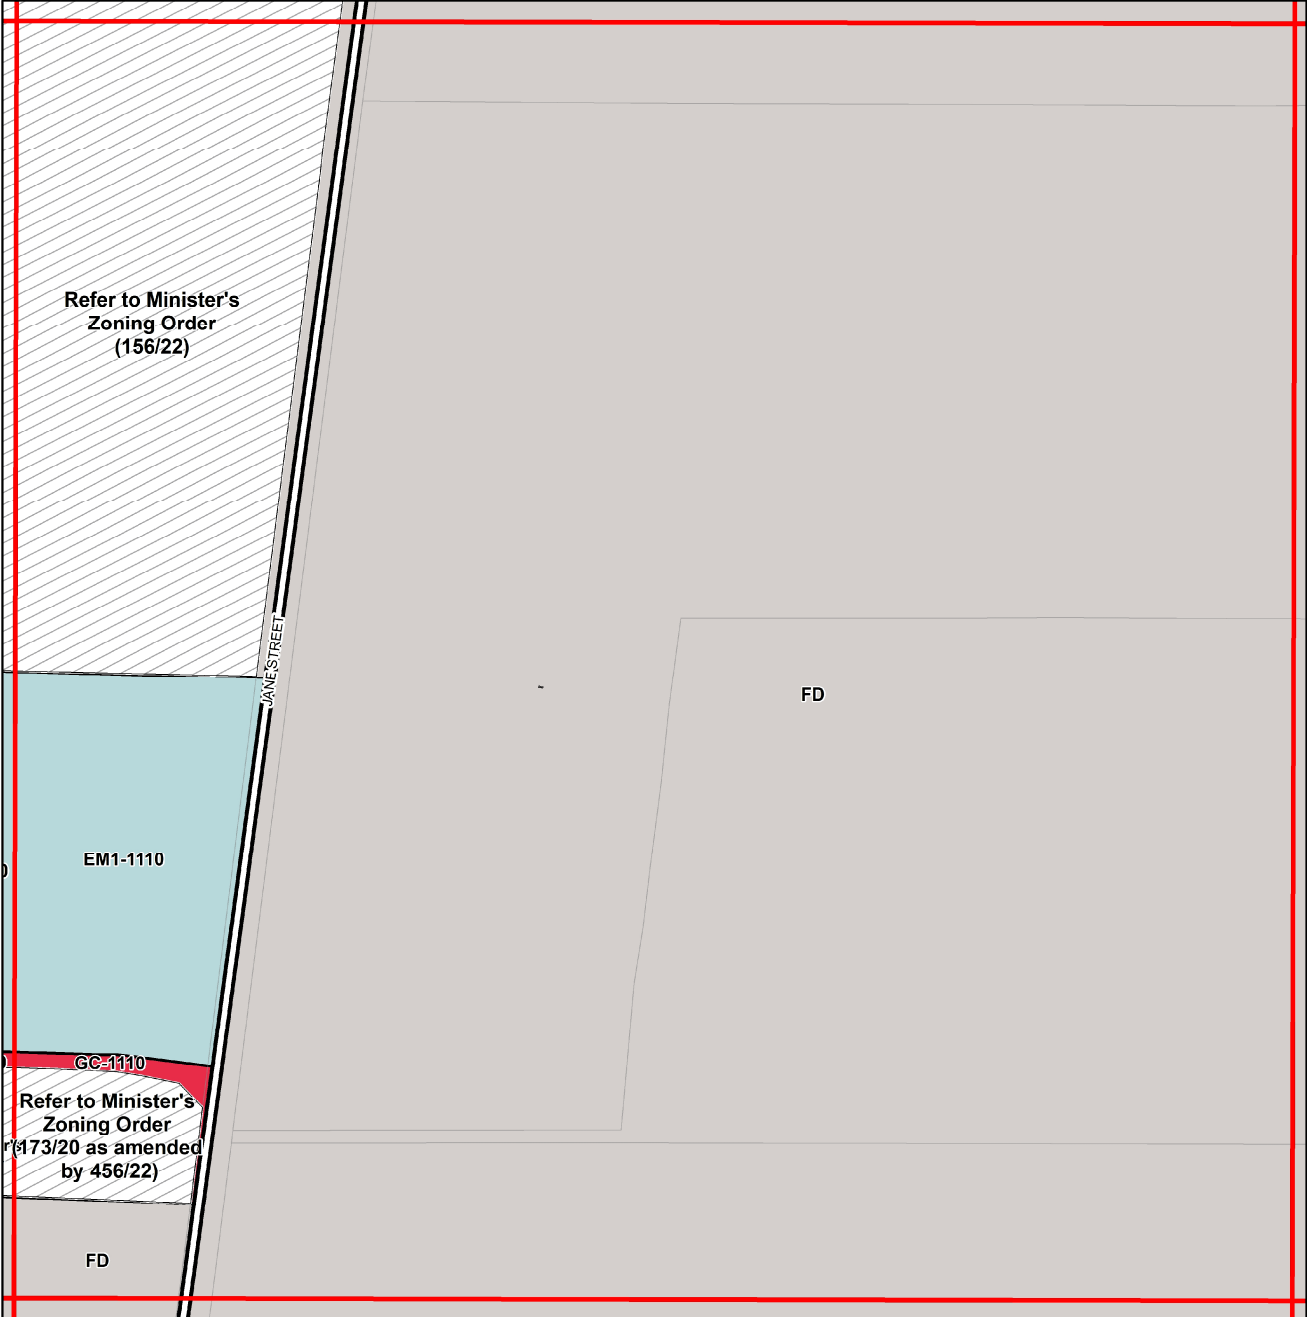 Refer to Minister's
Zoning Order
(156/22)
JANE STREET
FD
EM1-1110
GC-1110
Refer to Minister's
Zoning Order
(173/20 as amended
by 456/22)
FD